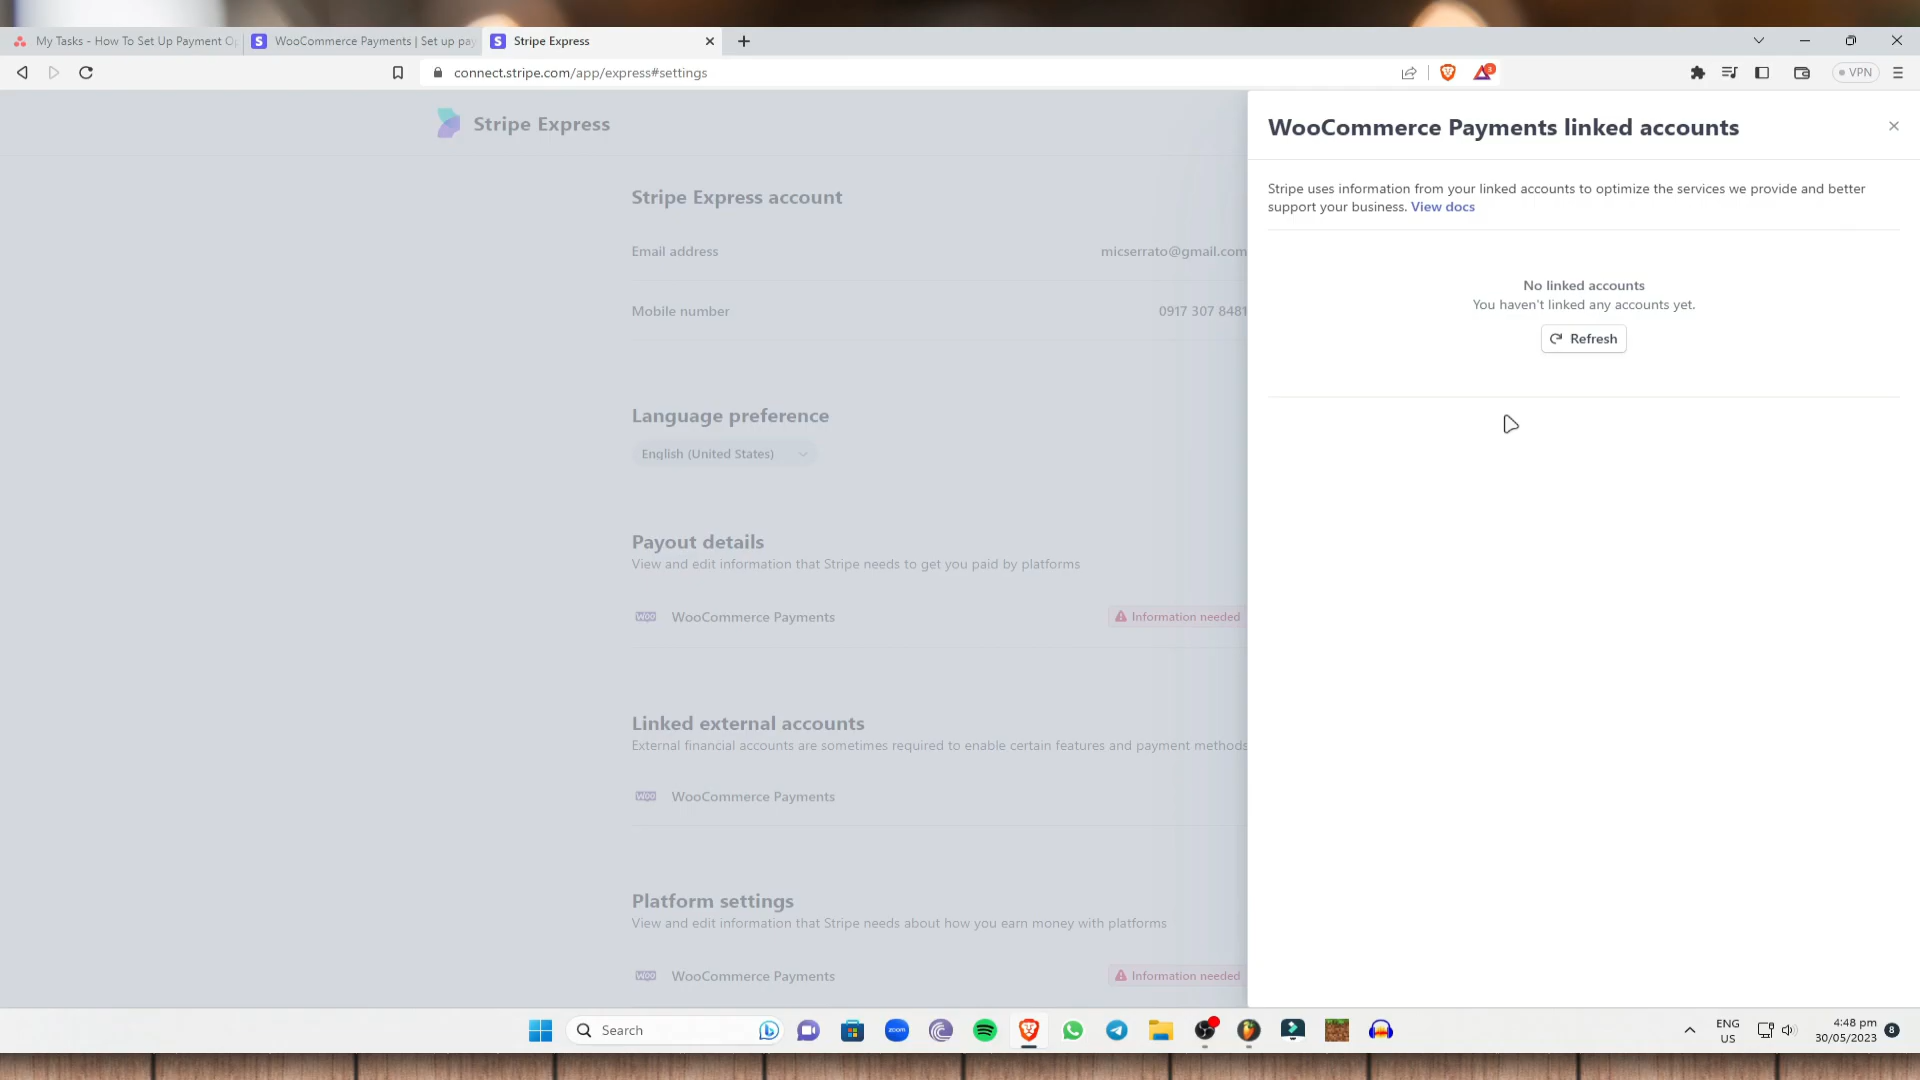 My Tasks - How To Set Up Payment O
WooCommerce Payments | Set up pay
Stripe Express
connect.stripe.com/app/express#settings
3
VPN
Stripe Express
Stripe Express account
Email address
micserrato@gmail.com
Mobile number
0917 307 8481
Language preference
English (United States)
Payout details
View and edit information that Stripe needs to get you paid by platforms
WOO
WooCommerce Payments
Information needed
Linked external accounts
External financial accounts are sometimes required to enable certain features and payment methods
WOO
WooCommerce Payments
Platform settings
View and edit information that Stripe needs about how you earn money with platforms
WOO
WooCommerce Payments
Information needed
WooCommerce Payments linked accounts
Stripe uses information from your linked accounts to optimize the services we provide and better
support your business. View docs
No linked accounts
You haven't linked any accounts yet.
Refresh
Search
zoom
ENG
US
4:48 pm
30/05/2023
8